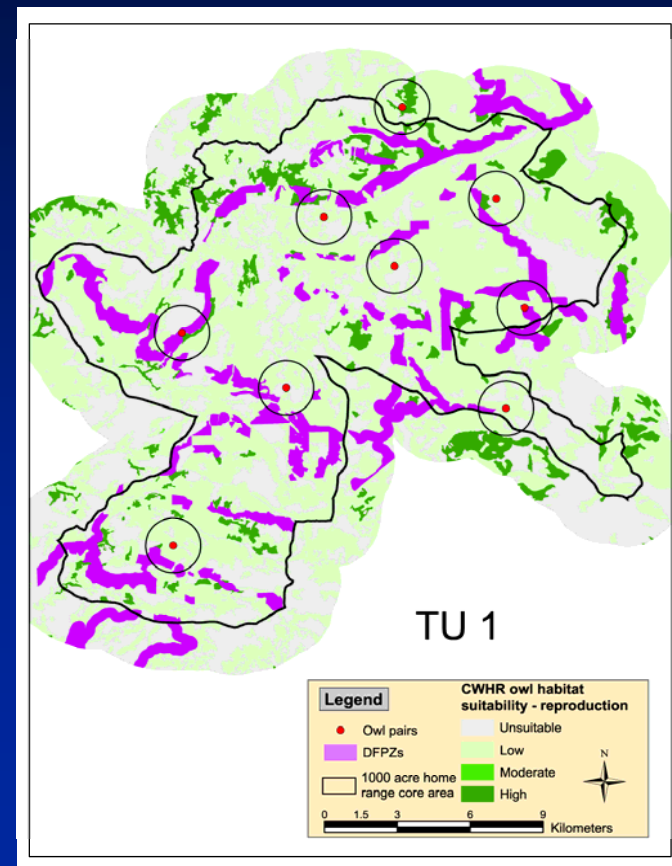 TU 1
Legend
Owl pairs
DFPZs
1000 acre home
range core area
CWHR owl habitat
suitability - reproduction
Unsuitable
Low
Moderate
High
N
0 1.5 3 6 9
Kilometers